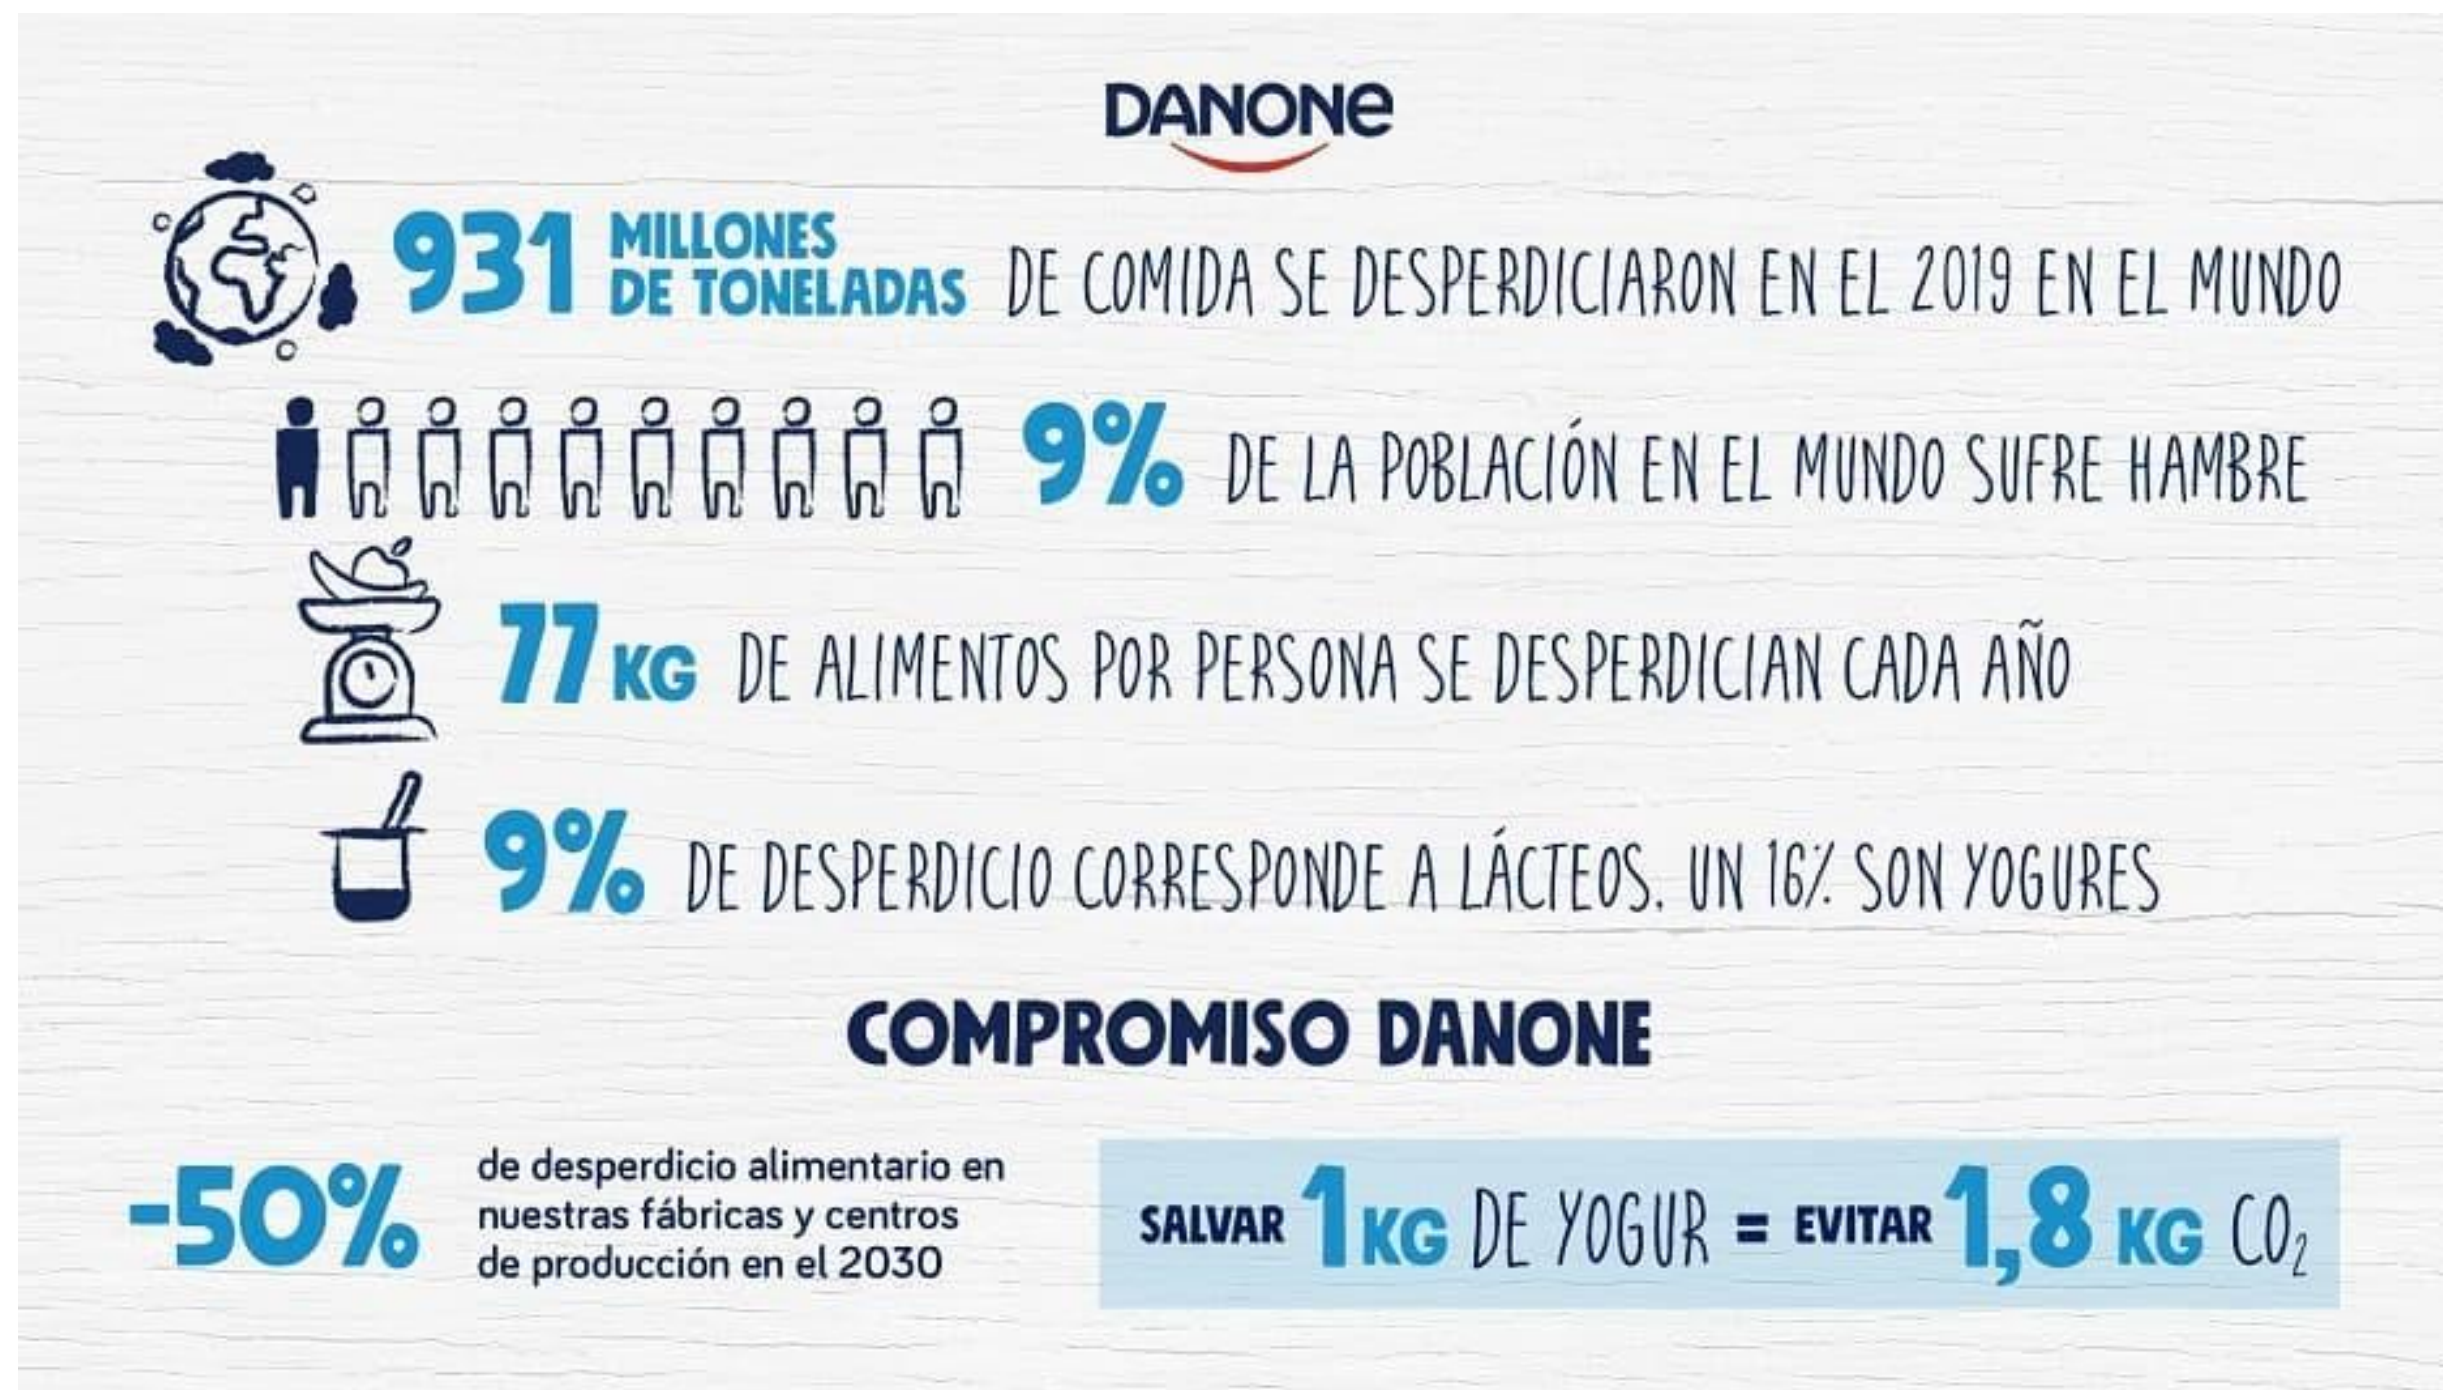 DANONE
931 MILLONES DE TONELADAS DE COMIDA SE DESPERDICIARON EN EL 2019 EN EL MUNDO
9% DE LA POBLACIÓN EN EL MUNDO SUFRE HAMBRE
77 KG DE ALIMENTOS POR PERSONA SE DESPERDICIAN CADA AÑO
9% DE DESPERDICIO CORRESPONDE A LÁCTEOS. UN 16% SON YOGURES
COMPROMISO DANONE
-50%
de desperdicio alimentario en
nuestras fábricas y centros
de producción en el 2030
SALVAR 1 KG DE YOGUR = EVITAR 1,8 KG CO₂